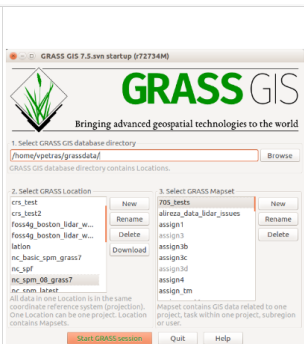 GRASS GIS 7.5.svn startup (r72734M)
GRASS GIS
Bringing advanced geospatial technologies to the world
1. Select GRASS GIS database directory
/home/vpetras/grassdata/
Browse
GRASS GIS database directory contains Locations.
2. Select GRASS Location
crs_test
crs_test2
foss4g_boston_lidar_w...
foss4g_boston_lidar_w...
lation
nc_basic_spm_grass7
nc_spf
nc_spm_08_grass7
nc_spm_latest
New
Rename
Delete
Download
All data in one Location is in the same
coordinate reference system (projection).
One Location can be one project. Location
contains Mapsets.
3. Select GRASS Mapset
705_tests
alireza_data_lidar_issues
assign1
assign3
assign3b
assign3c
assign3d
assign4
assign_tm
New
Rename
Delete
Mapset contains GIS data related to one
project, task within one project, subregion
or user.
Start GRASS session
Quit
Help